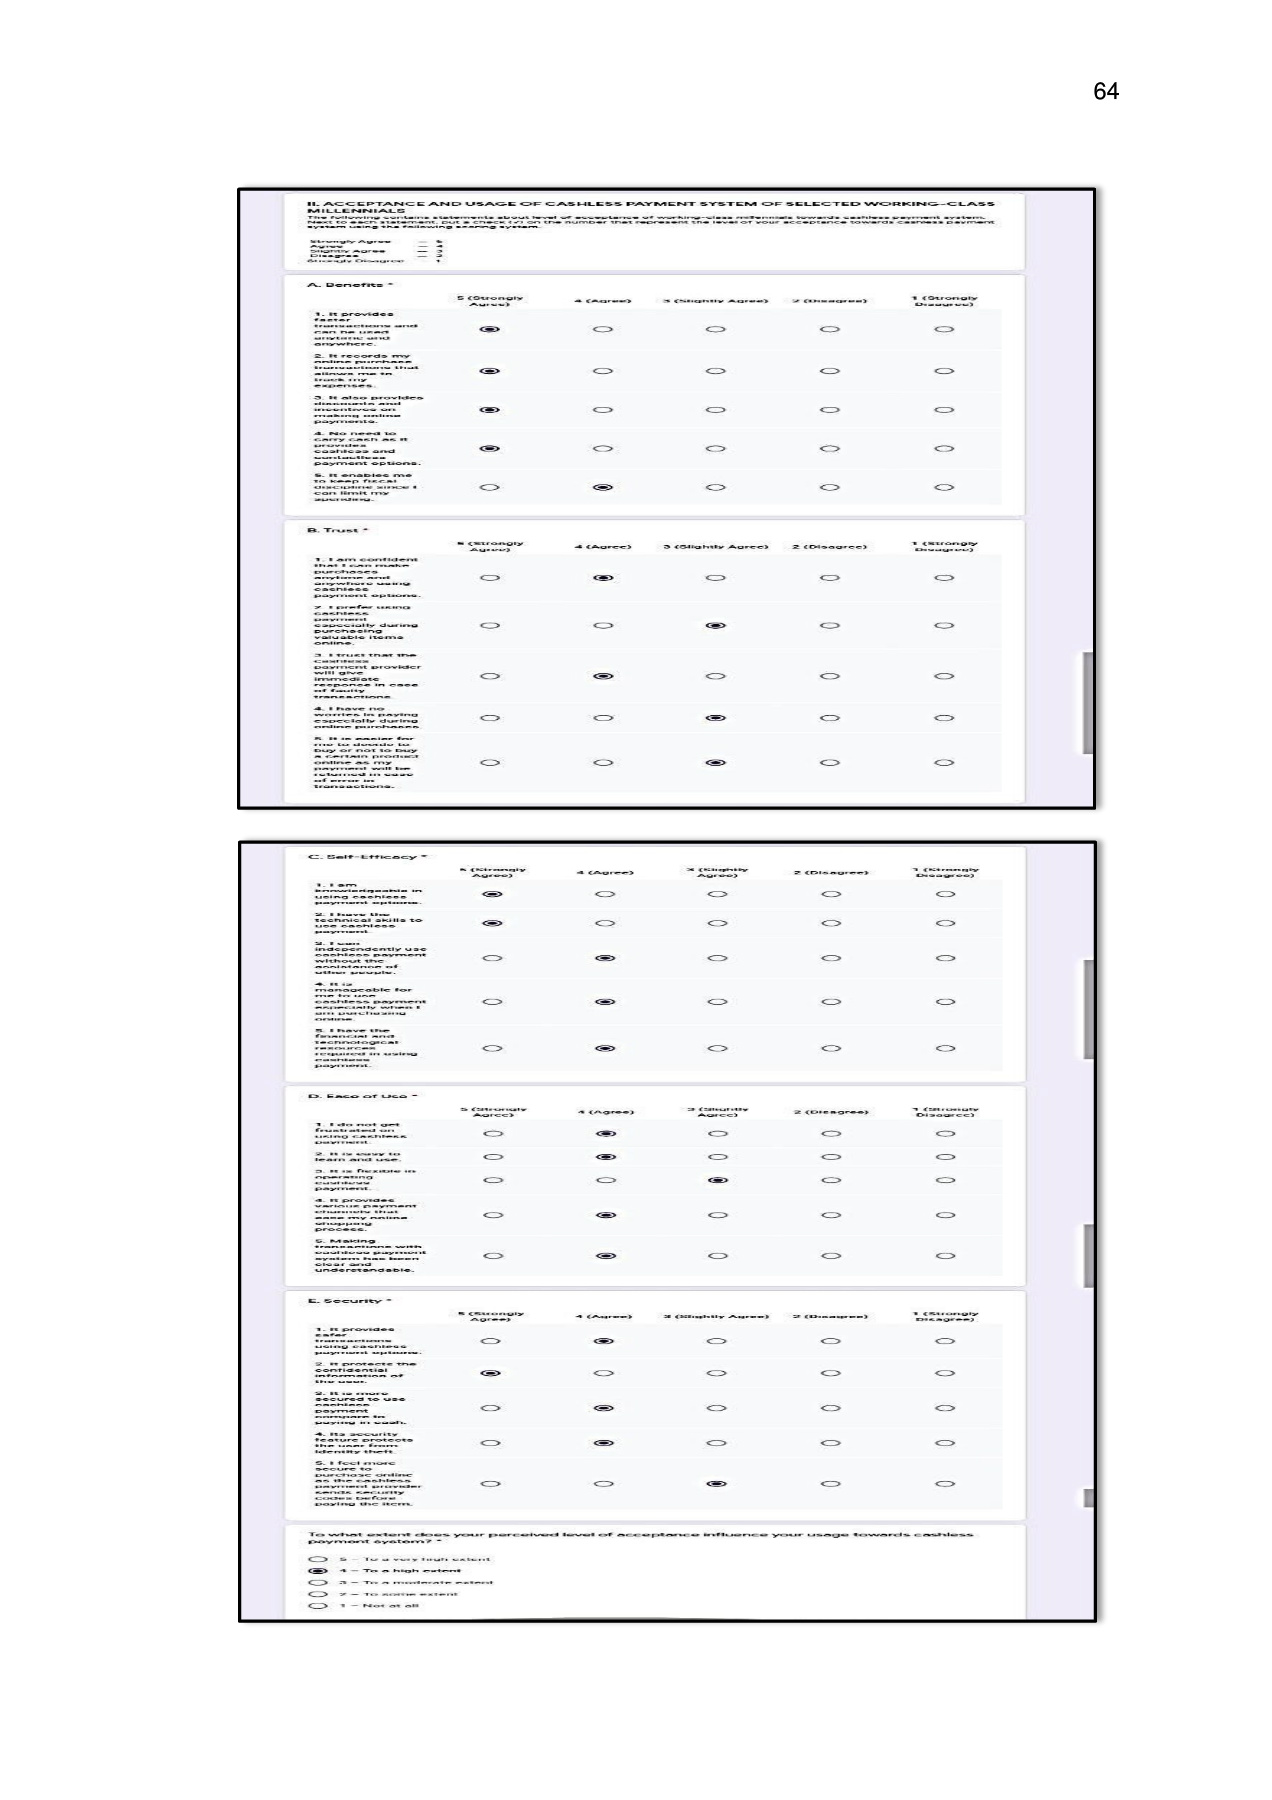 64
II. ACCEPTANCE AND USAGE OF CASHLESS PAYMENT SYSTEM OF SELECTED WORKING-CLASS
MILLENNIALS
The following contains statements about level of acceptance of working-class millennials towards cashless payment system.
Next to each statement, put a check (✓) on the number that represent the level of your acceptance towards cashless payment
system using the following scoring system.
Strongly Agree — 5
Agree — 4
Slightly Agree — 3
Disagree — 2
Strongly Disagree 1
A. Benefits *
5 (Strongly Agree) 4 (Agree) 3 (Slightly Agree) 2 (Disagree) 1 (Strongly Disagree)
1. It provides
faster
transactions and
can be used
anytime and
anywhere.
2. It records my
online purchase
transactions that
allows me to
track my
expenses.
3. It also provides
discounts and
incentives on
making online
payments.
4. No need to
carry cash as it
provides
cashless and
contactless
payment options.
5. It enables me
to keep fiscal
discipline since I
can limit my
spending.
B. Trust *
5 (Strongly Agree) 4 (Agree) 3 (Slightly Agree) 2 (Disagree) 1 (Strongly Disagree)
1. I am confident
that I can make
purchases
anytime and
anywhere using
cashless
payment options.
2. I prefer using
cashless
payment
especially during
purchasing
valuable items
online.
3. I trust that the
cashless
payment provider
will give
immediate
response in case
of faulty
transactions.
4. I have no
worries in paying
especially during
online purchases.
5. It is easier for
me to decide to
buy or not to buy
a certain product
online as my
payment will be
returned in case
of error in
transactions.
C. Self-Efficacy *
5 (Strongly Agree) 4 (Agree) 3 (Slightly Agree) 2 (Disagree) 1 (Strongly Disagree)
1. I am
knowledgeable in
using cashless
payment options.
2. I have the
technical skills to
use cashless
payment.
3. I can
independently use
cashless payment
without the
assistance of
other people.
4. It is
manageable for
me to use
cashless payment
especially when I
am purchasing
online.
5. I have the
financial and
technological
resources
required in using
cashless
payment.
D. Ease of Use *
5 (Strongly Agree) 4 (Agree) 3 (Slightly Agree) 2 (Disagree) 1 (Strongly Disagree)
1. I do not get
frustrated on
using cashless
payment.
2. It is easy to
learn and use.
3. It is flexible in
operating
cashless
payment.
4. It provides
various payment
channels that
ease my online
shopping
process.
5. Making
transactions with
cashless payment
system has been
clear and
understandable.
E. Security *
5 (Strongly Agree) 4 (Agree) 3 (Slightly Agree) 2 (Disagree) 1 (Strongly Disagree)
1. It provides
safer
transactions
using cashless
payment options.
2. It protects the
confidential
information of
the user.
3. It is more
secured to use
cashless
payment
compare to
paying in cash.
4. Its security
feature protects
the user from
identity theft.
5. I feel more
secure to
purchase online
as the cashless
payment provider
sends security
codes before
paying the item.
To what extent does your perceived level of acceptance influence your usage towards cashless
payment system? *
5 – To a very high extent
4 – To a high extent
3 – To a moderate extent
2 – To some extent
1 – Not at all